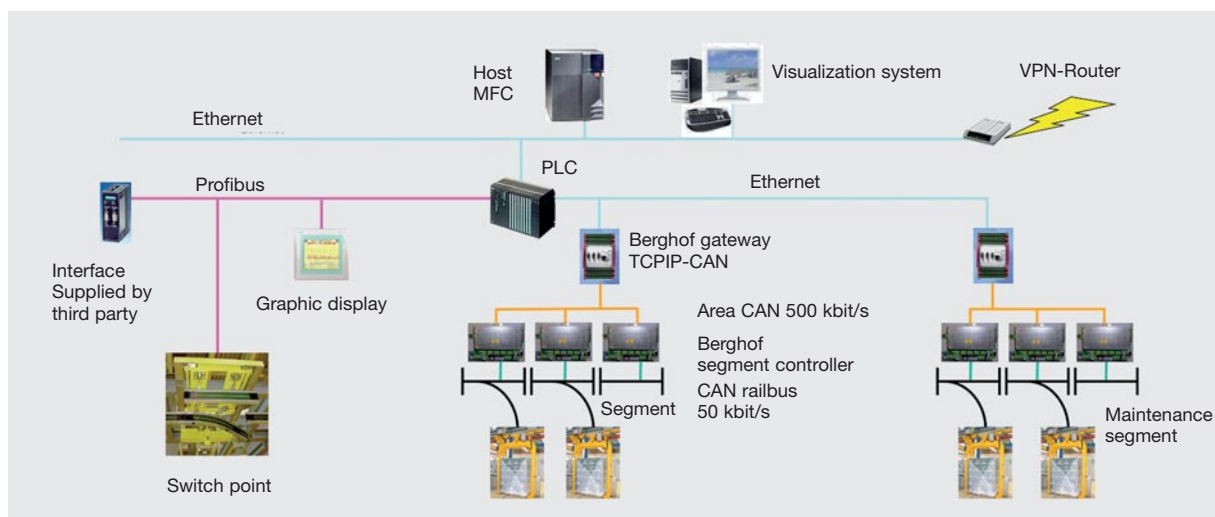 Host
MFC
Visualization system
VPN-Router
Ethernet
PLC
Profibus
Ethernet
Interface
Supplied by
third party
Graphic display
Berghof gateway
TCPIP-CAN
Area CAN 500 kbit/s
Berghof
segment controller
CAN railbus
50 kbit/s
Segment
Maintenance
segment
Switch point